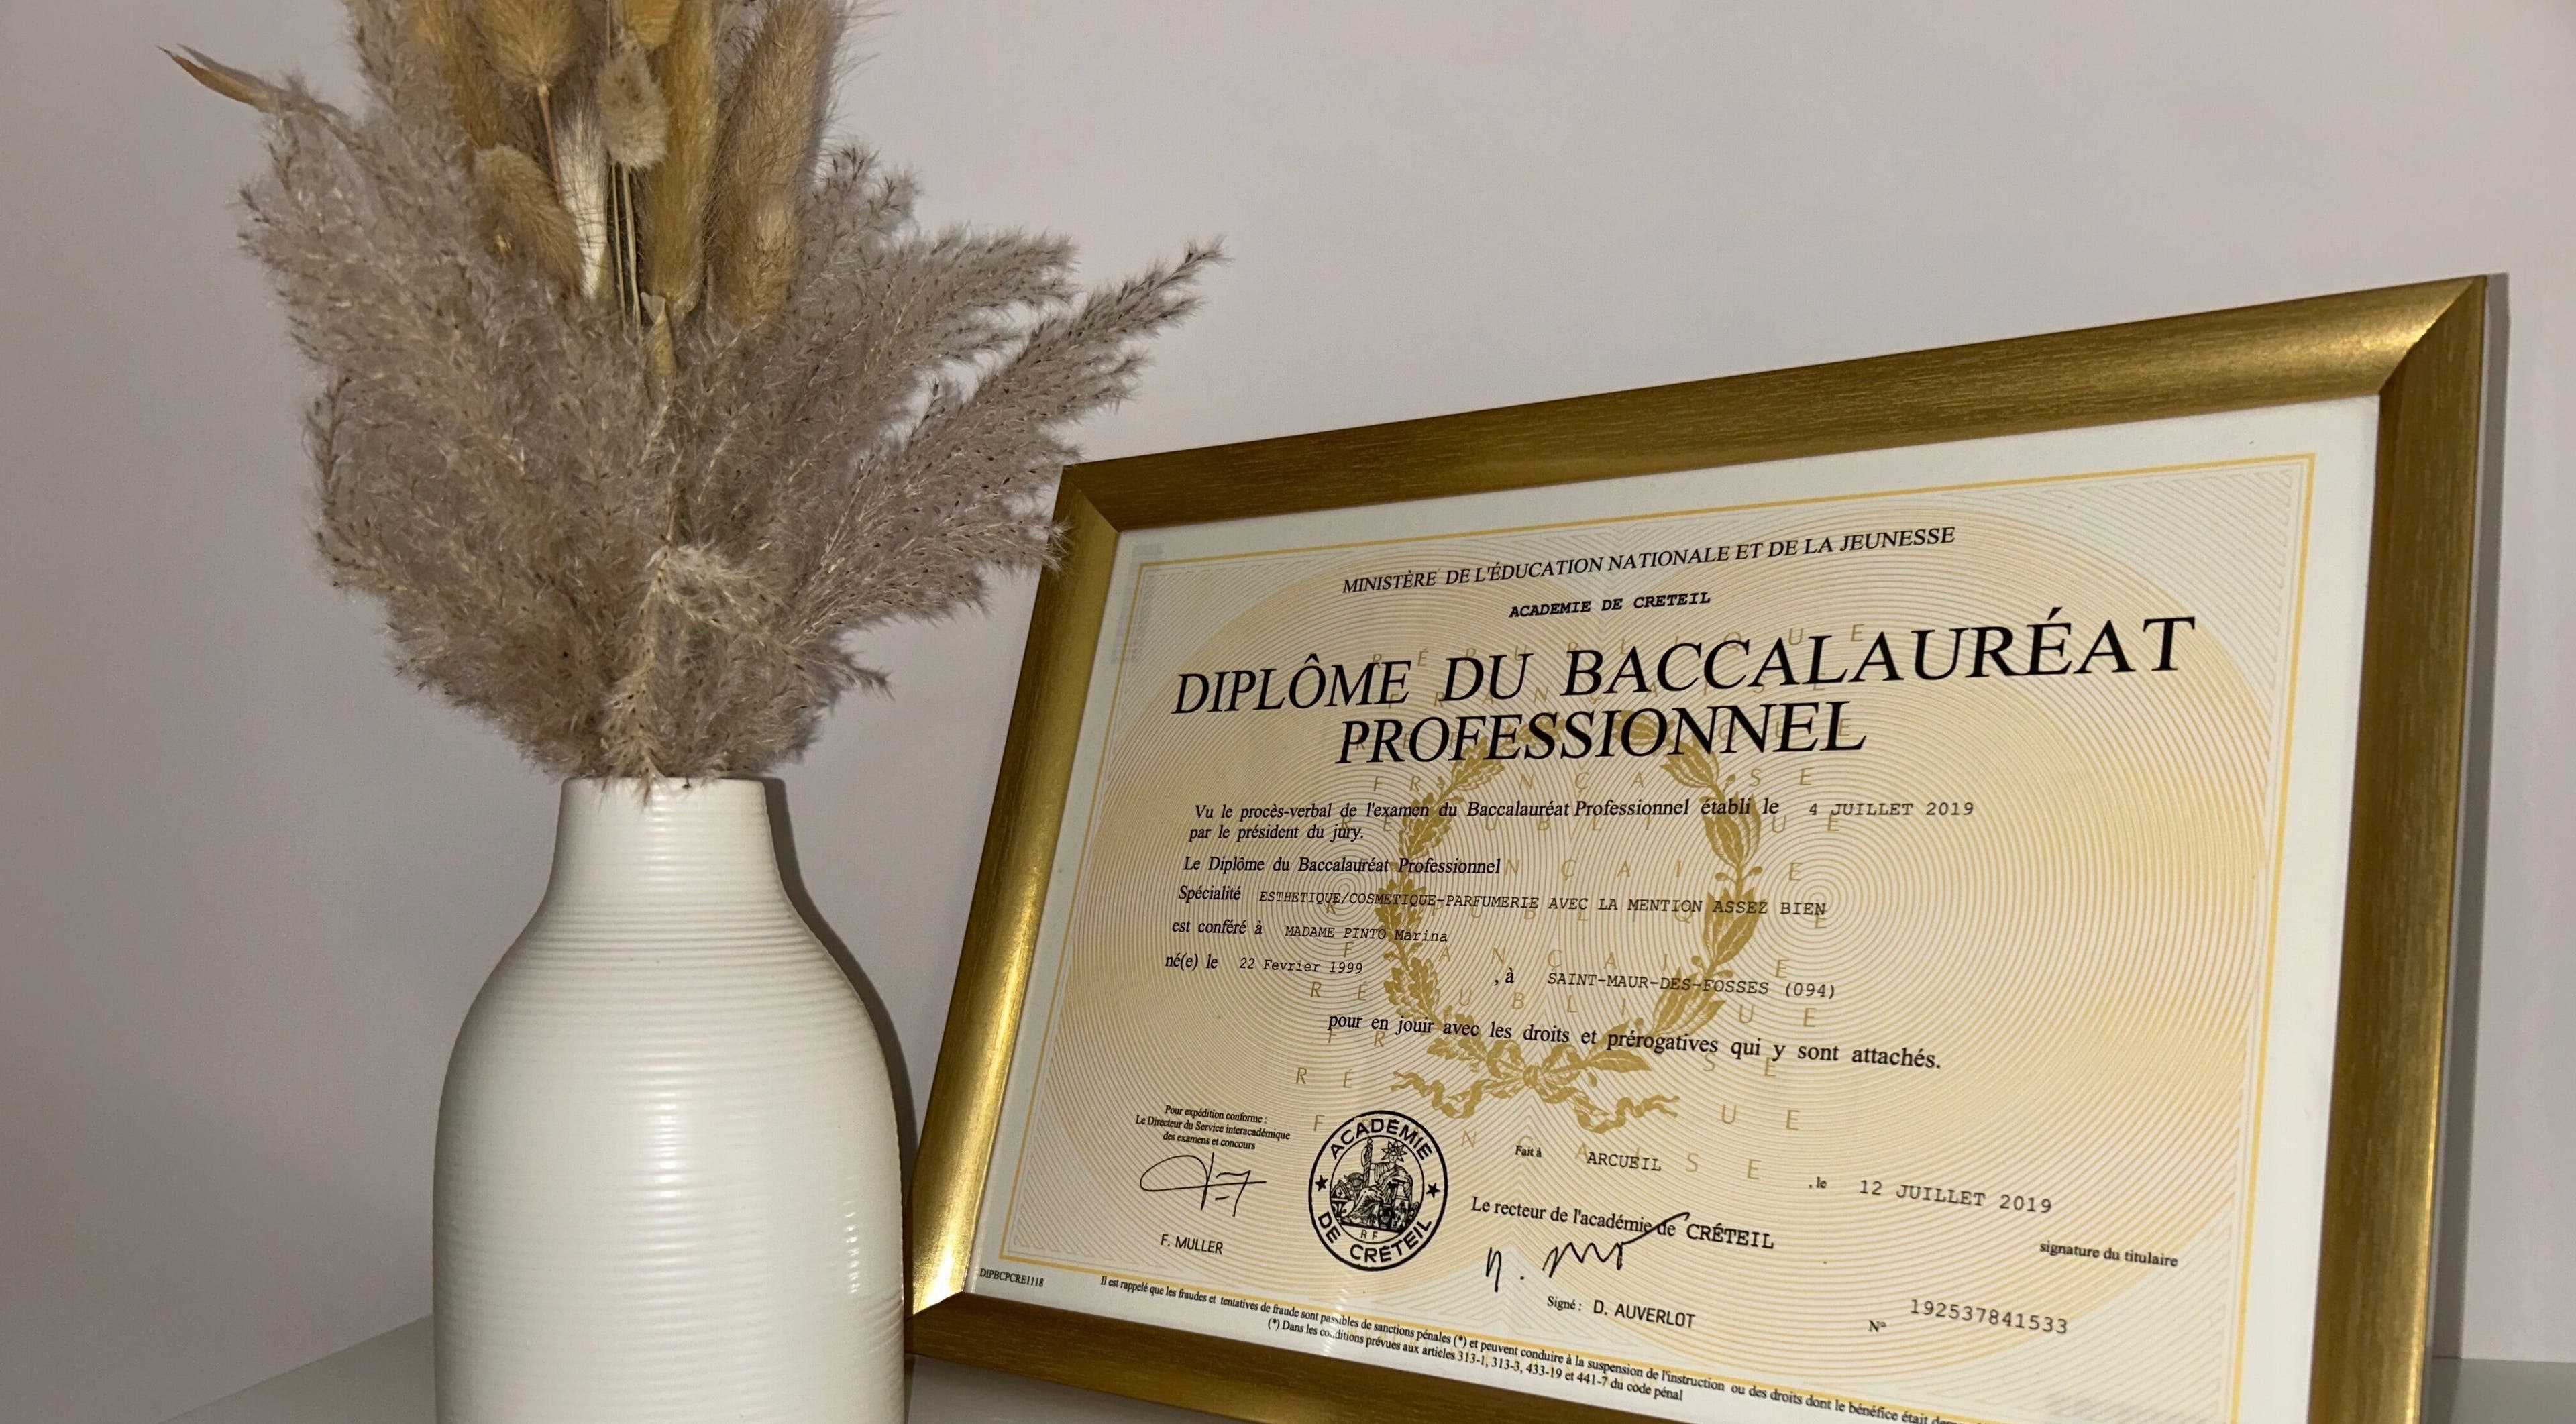 MINISTÈRE DE L'ÉDUCATION NATIONALE ET DE LA JEUNESSE
ACADEMIE DE CRETEIL
DIPLÔME DU BACCALAURÉAT
PROFESSIONNEL
Vu le procès-verbal de l'examen du Baccalauréat Professionnel établi le 4 JUILLET 2019
par le président du jury.
Le Diplôme du Baccalauréat Professionnel
Spécialité ESTHETIQUE/COSMETIQUE-PARFUMERIE AVEC LA MENTION ASSEZ BIEN
est conféré à MADAME PINTO Marina
né(e) le 22 Fevrier 1999 , à SAINT-MAUR-DES-FOSSES (094)
pour en jouir avec les droits et prérogatives qui y sont attachés.
Pour expédition conforme :
Le Directeur du Service interacadémique
des examens et concours
F. MULLER
ACADÉMIE DE CRÉTEIL
RF
Fait à ARCUEIL , le 12 JUILLET 2019
Le recteur de l'académie de CRÉTEIL
Signé : D. AUVERLOT
signature du titulaire
N° 192537841533
DIPBCPCRE1118
Il est rappelé que les fraudes et tentatives de fraude sont passibles de sanctions pénales (*) et peuvent conduire à la suspension de l'instruction ou des droits dont le bénéfice était
(*) Dans les conditions prévues aux articles 313-1, 313-3, 433-19 et 441-7 du code pénal